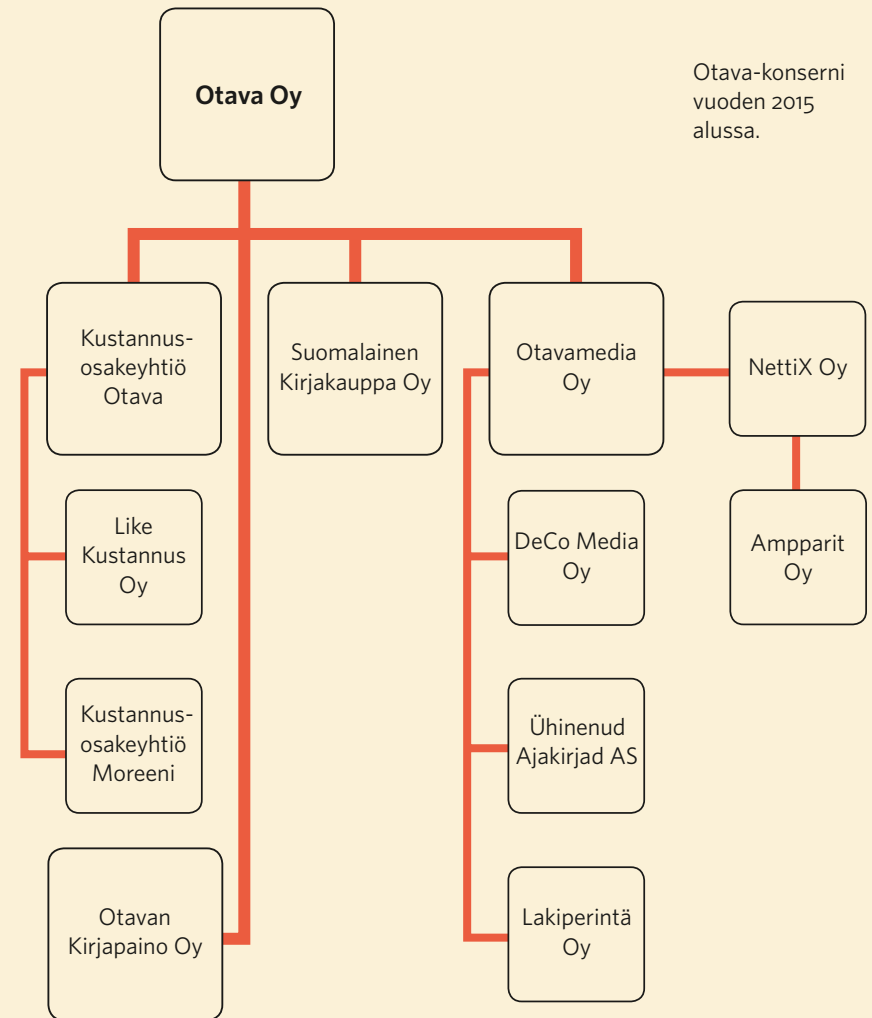 Otava Oy
Otava-konserni
vuoden 2015
alussa.
Kustannus-
osakeyhtiö
Otava
Suomalainen
Kirjakauppa Oy
Otavamedia
Oy
NettiX Oy
Like
Kustannus
Oy
DeCo Media
Oy
Ampparit
Oy
Kustannus-
osakeyhtiö
Moreeni
Ühinenud
Ajakirjad AS
Otavan
Kirjapaino Oy
Lakiperintä
Oy